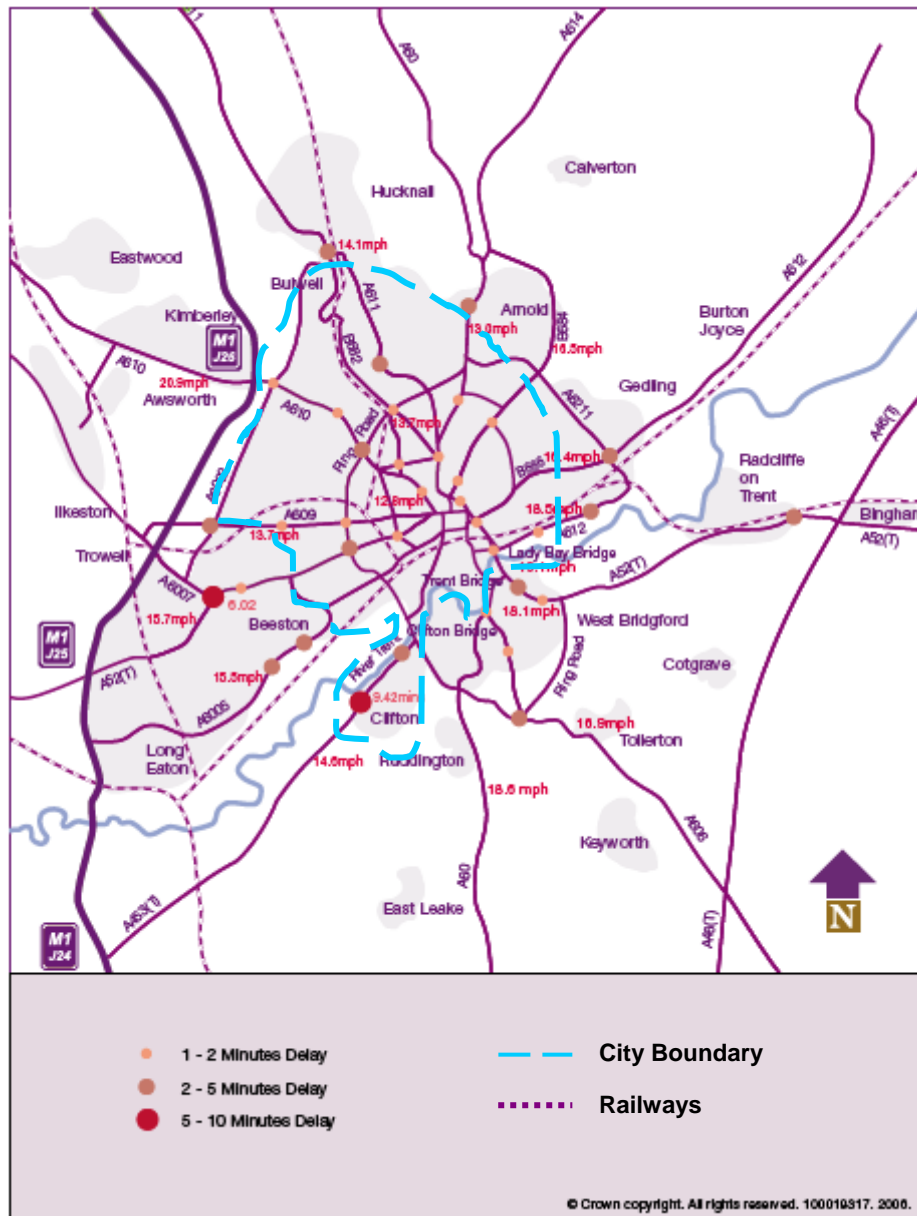 A60
A614
Calverton
Hucknall
14.1mph
Eastwood
A612
Bulwell
A611
Arnold
Burton
Joyce
Kimberley
13.0mph
B684
M1
J26
B682
16.5mph
A610
20.9mph
Gedling
Awsworth
A610
A6211
A46(T)
13.2mph
Ring Road
16.4mph
B686
Radcliffe
on
Trent
Ilkeston
12.8mph
18.5mph
A609
A612
Bingham
13.7mph
A52(T)
Trowell
Lady Bay Bridge
A52(T)
A6007
Trent Bridge
6.02
18.1mph
15.7mph
West Bridgford
Beeston
Clifton Bridge
M1
J25
River Trent
Ring Road
Cotgrave
A52(T)
15.5mph
9.42min
A6005
Clifton
16.9mph
Tollerton
Long
Eaton
14.6mph
Ruddington
18.6 mph
A606
Keyworth
A60
East Leake
A453(T)
A46(T)
N
M1
J24
1 - 2 Minutes Delay
City Boundary
2 - 5 Minutes Delay
Railways
5 - 10 Minutes Delay
© Crown copyright. All rights reserved. 100019317. 2006.